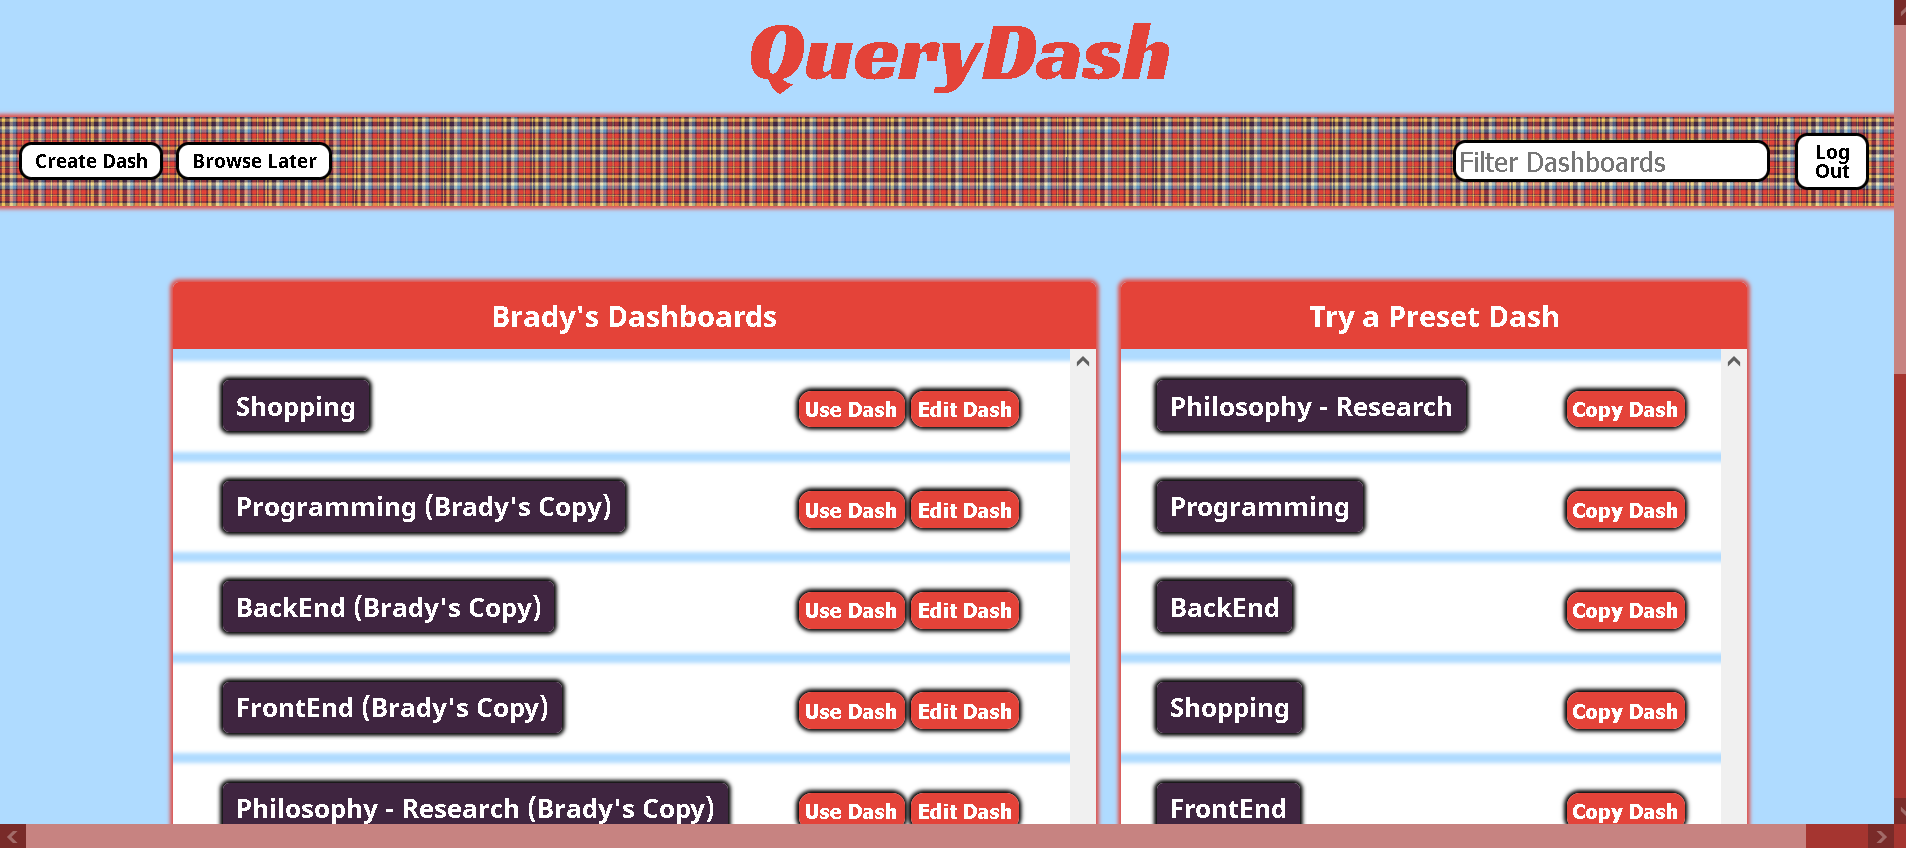 QueryDash
Create Dash
Browse Later
Filter Dashboards
Log
Out
Brady's Dashboards
Shopping
Use Dash
Edit Dash
Programming (Brady's Copy)
Use Dash
Edit Dash
BackEnd (Brady's Copy)
Use Dash
Edit Dash
FrontEnd (Brady's Copy)
Use Dash
Edit Dash
Philosophy - Research (Brady's Copy)
Use Dash
Edit Dash
Try a Preset Dash
Philosophy - Research
Copy Dash
Programming
Copy Dash
BackEnd
Copy Dash
Shopping
Copy Dash
FrontEnd
Copy Dash